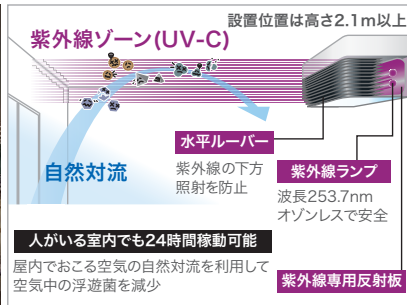 設置位置は高さ2.1m以上
紫外線ゾーン(UV-C)
自然対流
水平ルーバー
紫外線の下方
照射を防止
紫外線ランプ
波長253.7nm
オゾンレスで安全
人がいる室内でも24時間稼動可能
屋内でおこる空気の自然対流を利用して
空気中の浮遊菌を減少
紫外線専用反射板